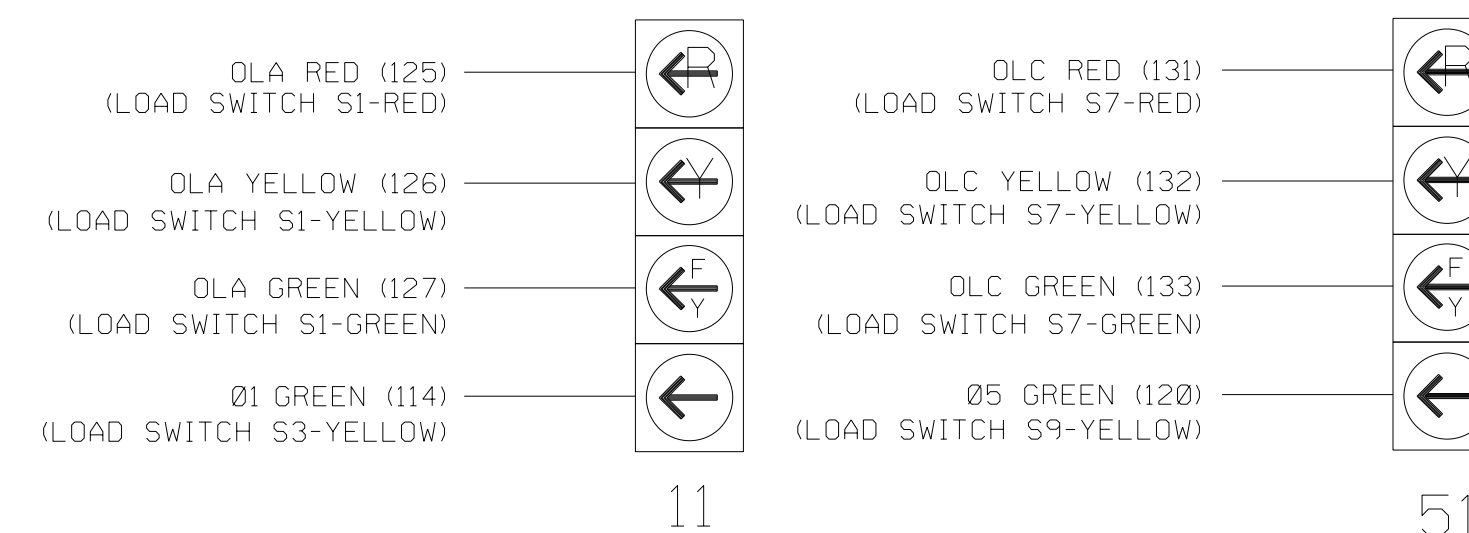 OLA RED (125)
(LOAD SWITCH S1-RED)
OLA YELLOW (126)
(LOAD SWITCH S1-YELLOW)
OLA GREEN (127)
(LOAD SWITCH S1-GREEN)
Ø1 GREEN (114)
(LOAD SWITCH S3-YELLOW)
R
Y
F
Y
11
OLC RED (131)
(LOAD SWITCH S7-RED)
OLC YELLOW (132)
(LOAD SWITCH S7-YELLOW)
OLC GREEN (133)
(LOAD SWITCH S7-GREEN)
Ø5 GREEN (120)
(LOAD SWITCH S9-YELLOW)
R
Y
F
Y
51